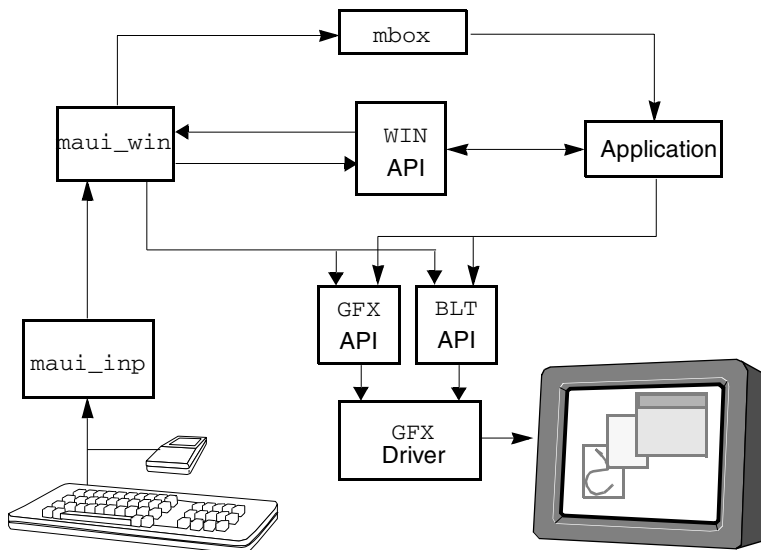 mbox
maui_win
WIN
API
Application
GFX
API
BLT
API
maui_inp
GFX
Driver